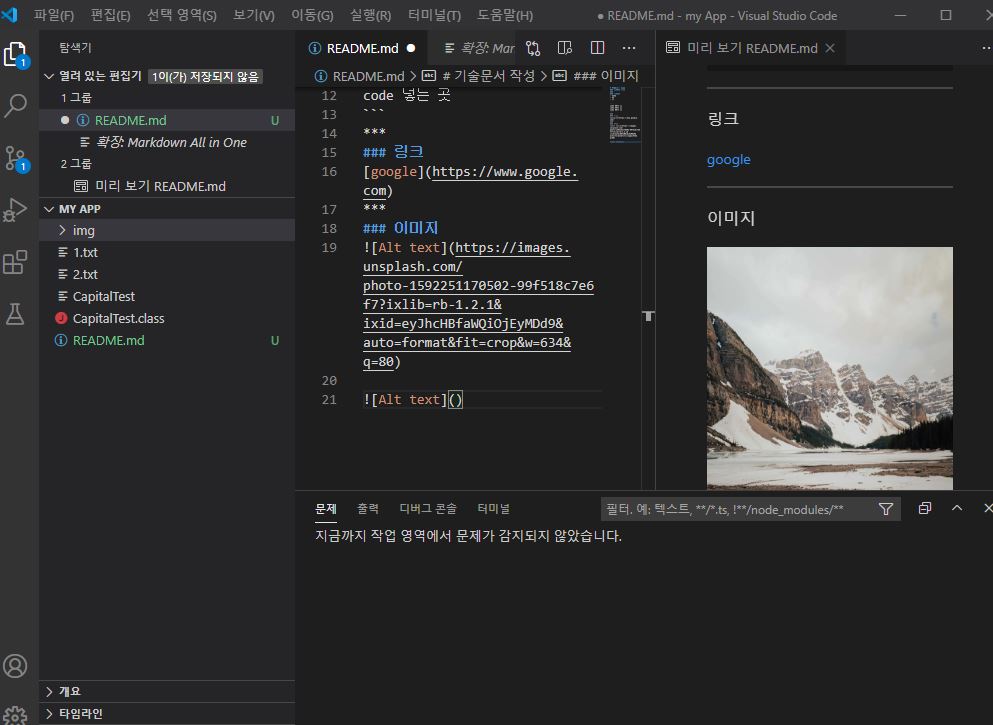 파일(F) 편집(E) 선택 영역(S) 보기(V) 이동(G) 실행(R) 터미널(T) 도움말(H) ● README.md - my App - Visual Studio Code
탐색기
열려 있는 편집기 1이(가) 저장되지 않음
1 그룹
README.md U
확장: Markdown All in One
2 그룹
미리 보기 README.md
MY APP
img
1.txt
2.txt
CapitalTest
CapitalTest.class
README.md U
개요
타임라인
1
1
README.md ● 확장: Mar ...
README.md > # 기술문서 작성 > ### 이미지
12 code 넣는 곳
13 ```
14 ***
15 ### 링크
16 [google](https://www.google.
com)
17 ***
18 ### 이미지
19 ![Alt text](https://images.
unsplash.com/
photo-1592251170502-99f518c7e6
f7?ixlib=rb-1.2.1&
ixid=eyJhcHBfaWQiOjEyMDd9&
auto=format&fit=crop&w=634&
q=80)
20
21 ![Alt text]()
미리 보기 README.md
링크
google
이미지
문제 출력 디버그 콘솔 터미널 필터. 예: 텍스트, **/*.ts, !**/node_modules/**
지금까지 작업 영역에서 문제가 감지되지 않았습니다.